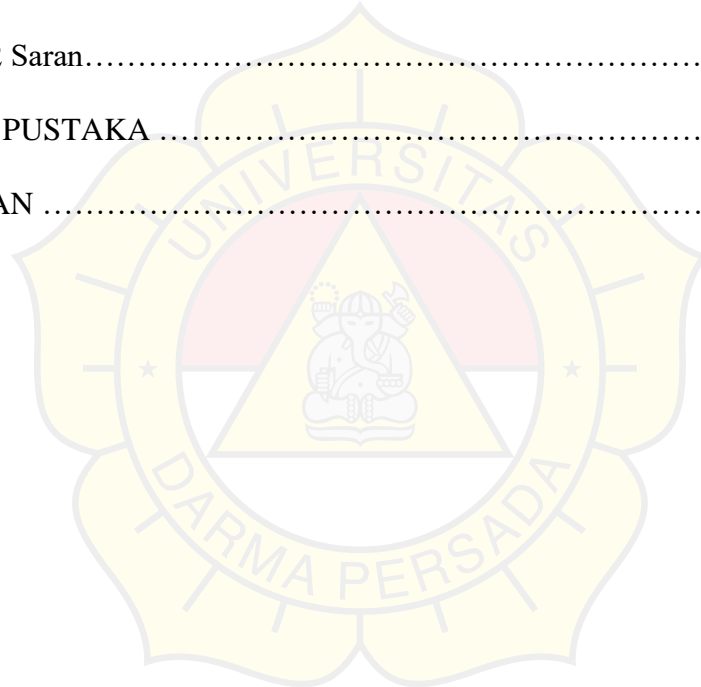 Saran……………………………………………………………
PUSTAKA ……………………………………………………
AN ………………………………………………………………
UNIVERSITAS
DARMA PERSADA